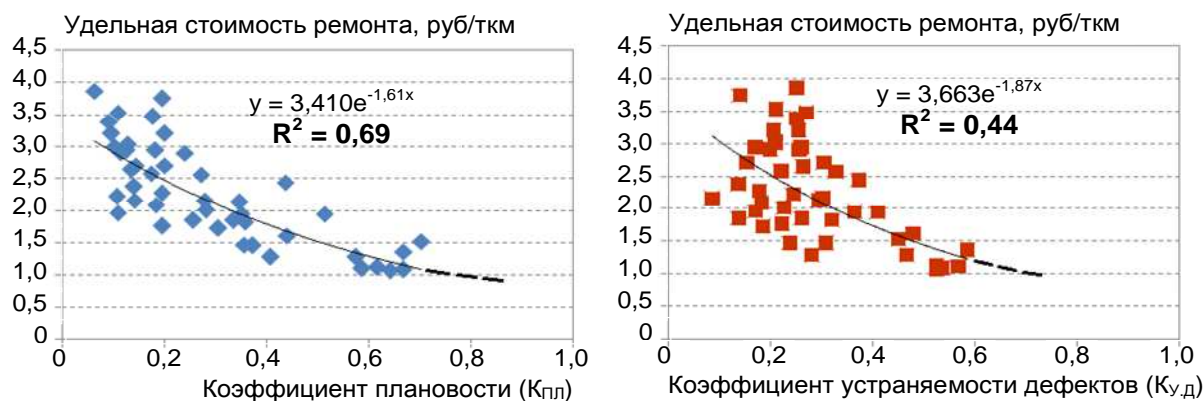 Удельная стоимость ремонта, руб/ткм
4,5
4,0
3,5
3,0
2,5
2,0
1,5
1,0
0,5
0
y = 3,410e^-1,61x
R² = 0,69
0 0,2 0,4 0,6 0,8 1,0
Коэффициент плановости (КПЛ)
Удельная стоимость ремонта, руб/ткм
4,5
4,0
3,5
3,0
2,5
2,0
1,5
1,0
0,5
0
y = 3,663e^-1,87x
R² = 0,44
0 0,2 0,4 0,6 0,8 1,0
Коэффициент устраняемости дефектов (КУ.Д)